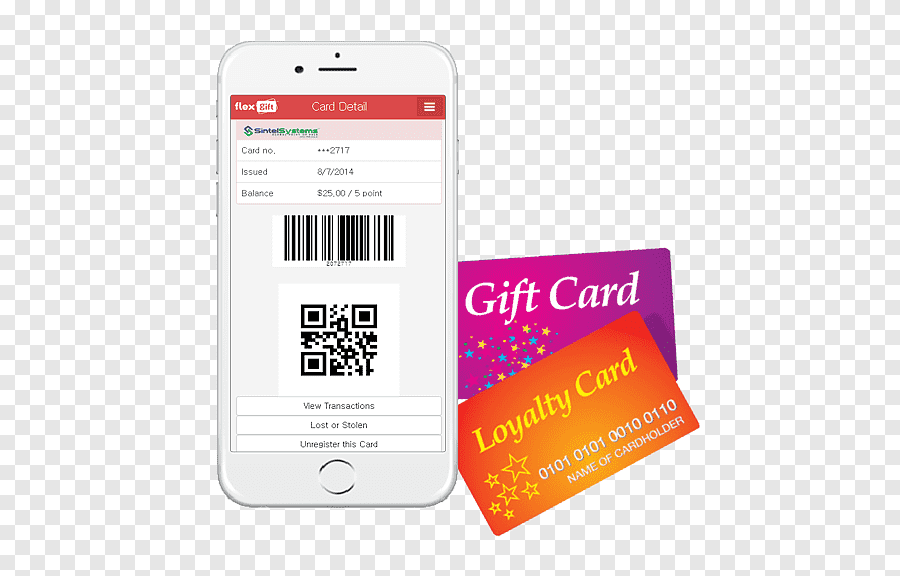 flex gift Card Detail
SintelSystems
Card no. ***2717
Issued 8/7/2014
Balance $25.00 / 5 point
2072717
View Transactions
Lost or Stolen
Unregister this Card
Gift Card
Loyalty Card
0101 0101 0010 0110
NAME OF CARDHOLDER